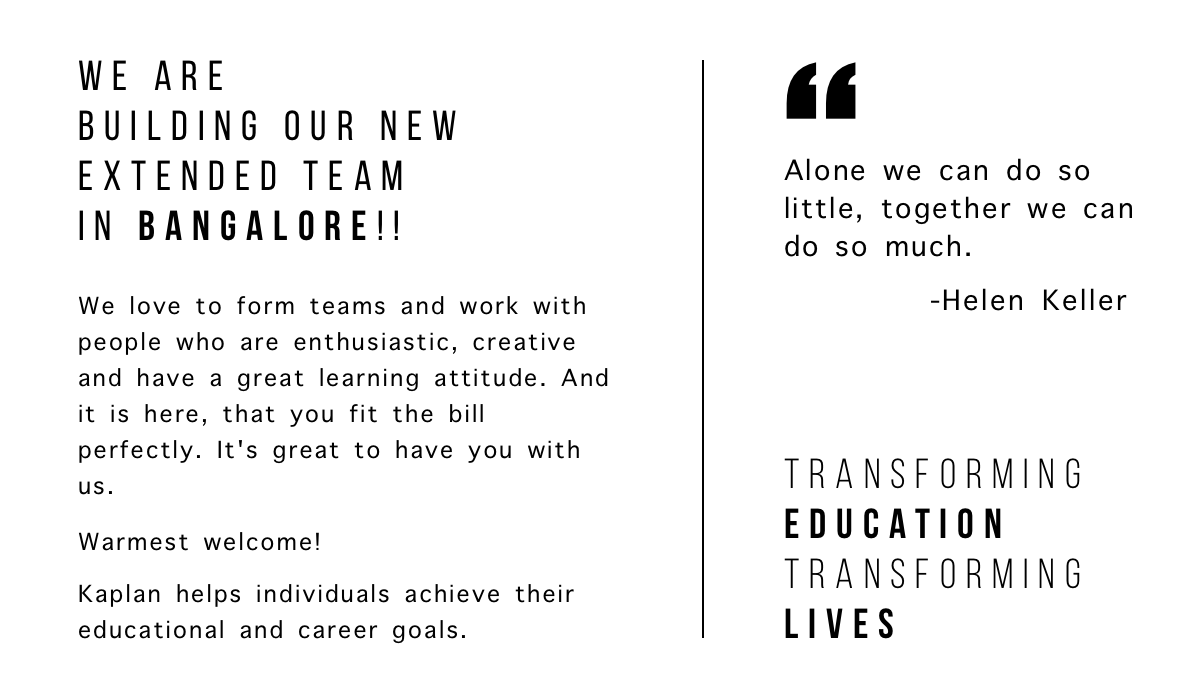 WE ARE
BUILDING OUR NEW
EXTENDED TEAM
IN BANGALORE!!
We love to form teams and work with
people who are enthusiastic, creative
and have a great learning attitude. And
it is here, that you fit the bill
perfectly. It's great to have you with
us.
Warmest welcome!
Kaplan helps individuals achieve their
educational and career goals.
“
Alone we can do so
little, together we can
do so much.
-Helen Keller
TRANSFORMING
EDUCATION
TRANSFORMING
LIVES